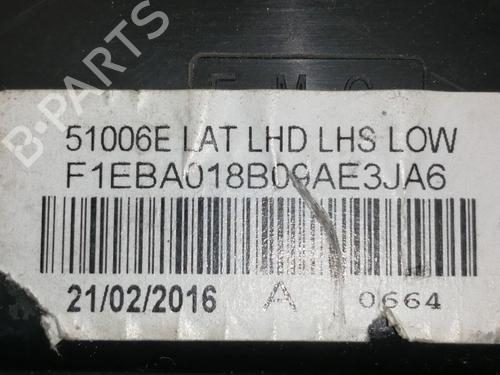 E M C
51006E LAT LHD LHS LOW
F1EBA018B09AE3JA6
21/02/2016 A 0664
B-PARTS